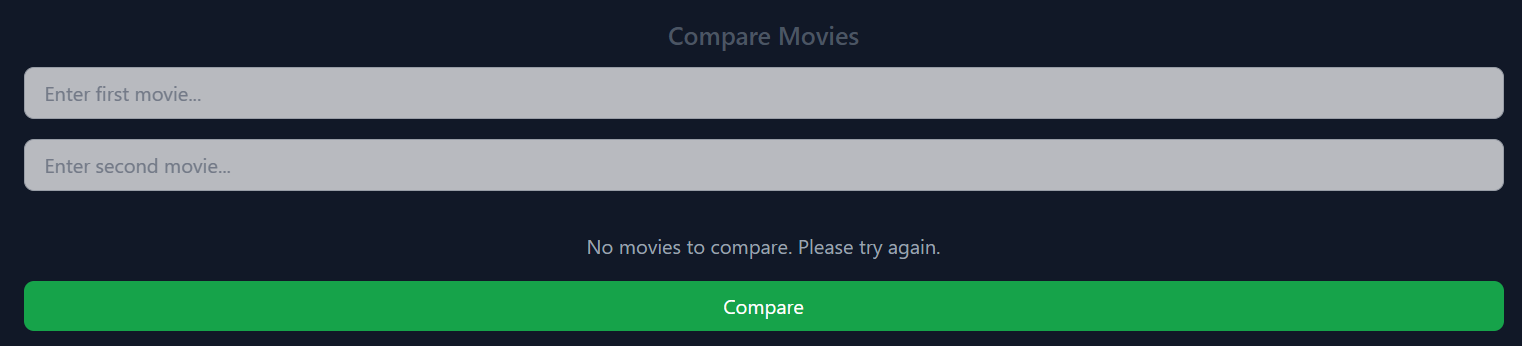 Compare Movies
Enter first movie...
Enter second movie...
No movies to compare. Please try again.
Compare